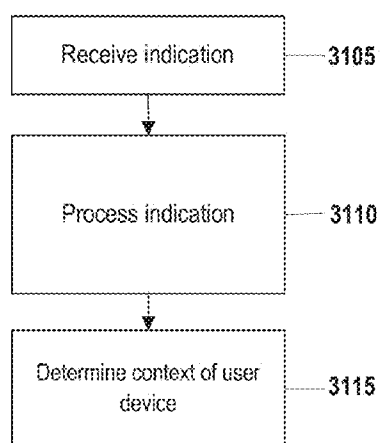 Receive indication
3105
Process indication
3110
Determine context of user
device
3115